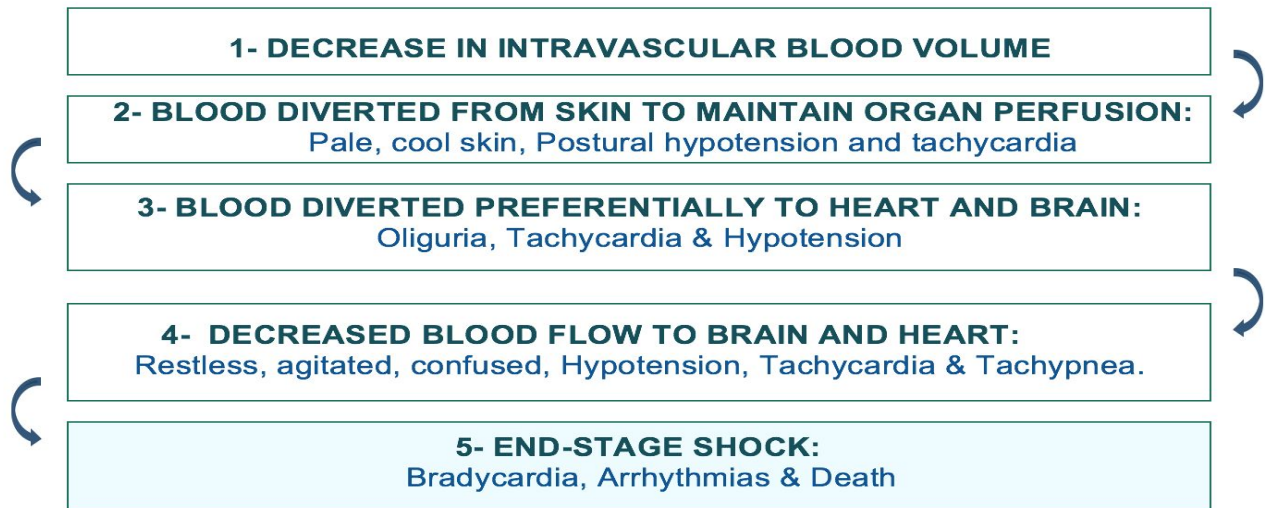 1- DECREASE IN INTRAVASCULAR BLOOD VOLUME
2- BLOOD DIVERTED FROM SKIN TO MAINTAIN ORGAN PERFUSION:
Pale, cool skin, Postural hypotension and tachycardia
3- BLOOD DIVERTED PREFERENTIALLY TO HEART AND BRAIN:
Oliguria, Tachycardia & Hypotension
4- DECREASED BLOOD FLOW TO BRAIN AND HEART:
Restless, agitated, confused, Hypotension, Tachycardia & Tachypnea.
5- END-STAGE SHOCK:
Bradycardia, Arrhythmias & Death